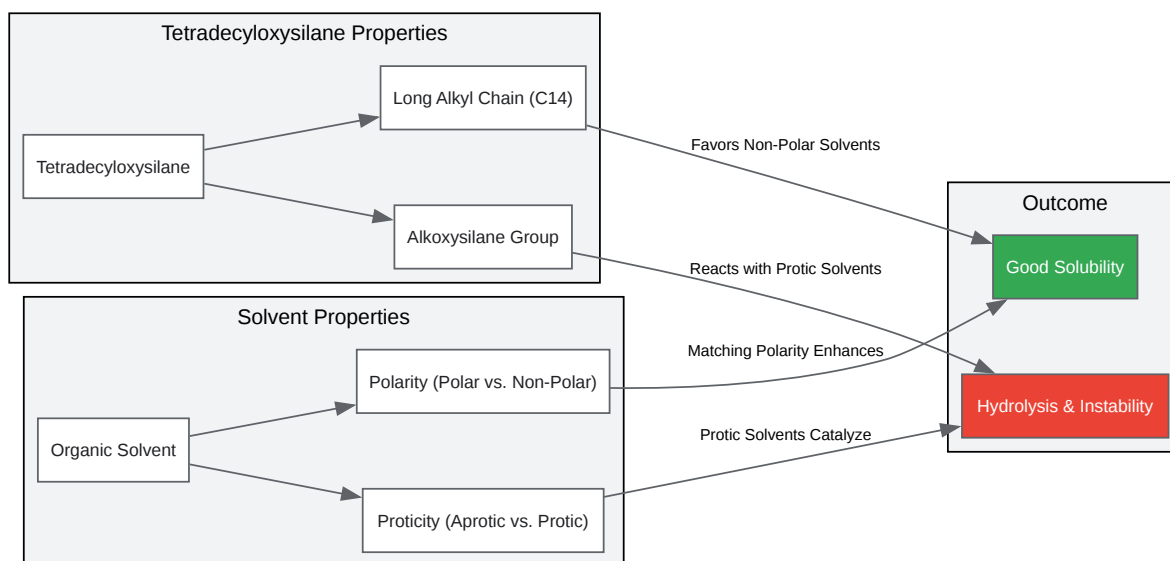 Tetradecyloxysilane Properties
Long Alkyl Chain (C14)
Tetradecyloxysilane
Alkoxysilane Group
Favors Non-Polar Solvents
Reacts with Protic Solvents
Solvent Properties
Polarity (Polar vs. Non-Polar)
Organic Solvent
Proticity (Aprotic vs. Protic)
Matching Polarity Enhances
Protic Solvents Catalyze
Outcome
Good Solubility
Hydrolysis & Instability